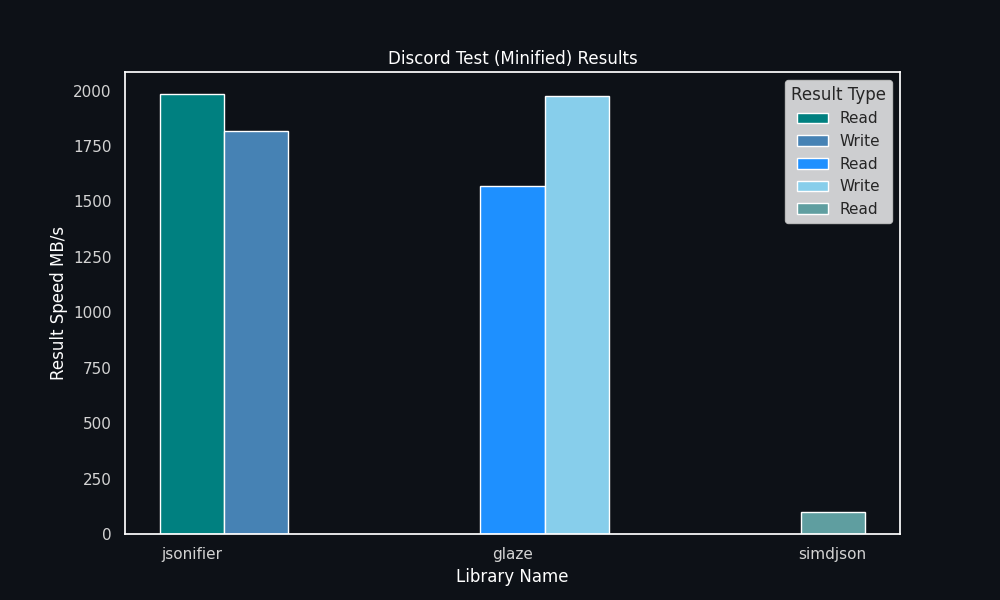 Discord Test (Minified) Results
Result Type
Read
Write
Read
Write
Read
Result Speed MB/s
2000
1750
1500
1250
1000
750
500
250
0
jsonifier
glaze
simdjson
Library Name